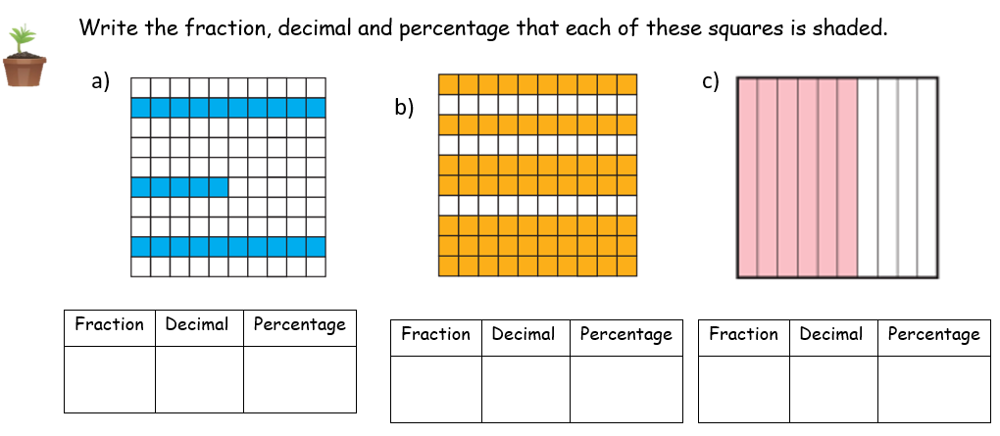 Write the fraction, decimal and percentage that each of these squares is shaded.
a)
b)
c)
Fraction Decimal Percentage
Fraction Decimal Percentage
Fraction Decimal Percentage